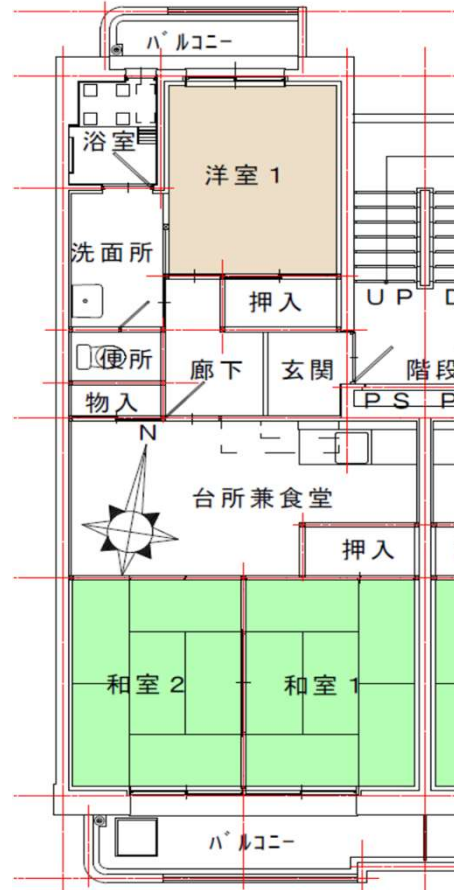 バルコニー
浴室
洋室1
洗面所
押入
UP D
便所
廊下
玄関
階段
物入
PS P
N
台所兼食堂
押入
和室2
和室1
バルコニー